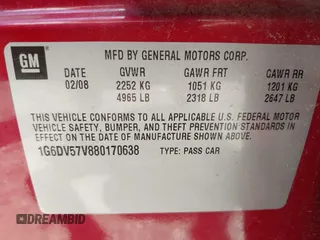 GM
MFD BY GENERAL MOTORS CORP.
DATE GVWR GAWR FRT GAWR RR
02/08 2252 KG 1051 KG 1201 KG
4965 LB 2318 LB 2647 LB
THIS VEHICLE CONFORMS TO ALL APPLICABLE U.S. FEDERAL MOTOR
VEHICLE SAFETY, BUMPER, AND THEFT PREVENTION STANDARDS
IN EFFECT ON THE DATE OF MANUFACTURE SHOWN ABOVE.
1G6DV57V880170638 TYPE: PASS CAR
AUTOBIDMASTER